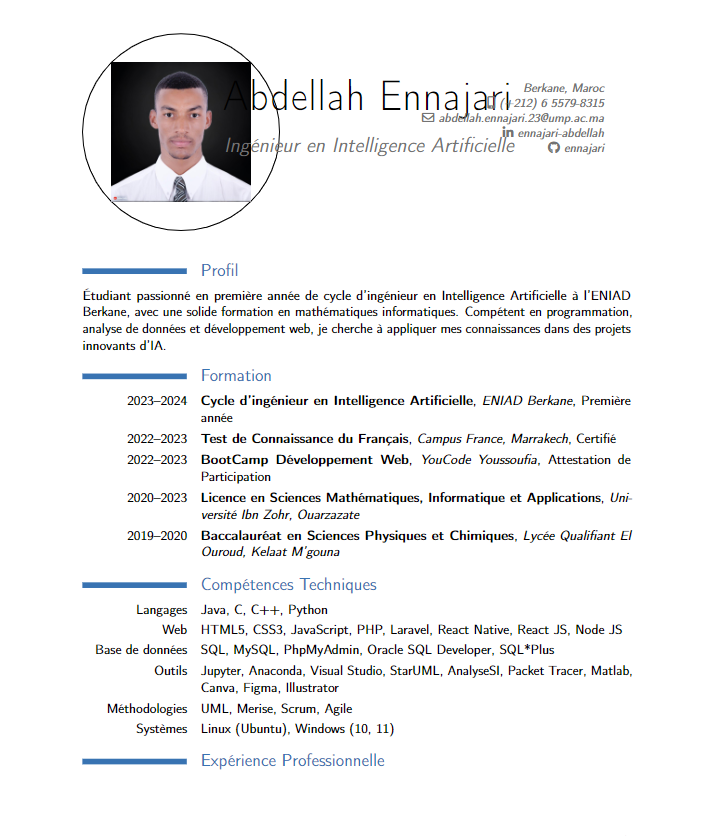 Abdellah Ennajari
Ingénieur en Intelligence Artificielle
Berkane, Maroc
(+212) 6 5579-8315
abdellah.ennajari.23@ump.ac.ma
ennajari-abdellah
ennajari
Profil
Étudiant passionné en première année de cycle d'ingénieur en Intelligence Artificielle à l'ENIAD
Berkane, avec une solide formation en mathématiques informatiques. Compétent en programmation,
analyse de données et développement web, je cherche à appliquer mes connaissances dans des projets
innovants d'IA.
Formation
2023–2024 Cycle d'ingénieur en Intelligence Artificielle, ENIAD Berkane, Première
année
2022–2023 Test de Connaissance du Français, Campus France, Marrakech, Certifié
2022–2023 BootCamp Développement Web, YouCode Youssoufia, Attestation de
Participation
2020–2023 Licence en Sciences Mathématiques, Informatique et Applications, Uni-
versité Ibn Zohr, Ouarzazate
2019–2020 Baccalauréat en Sciences Physiques et Chimiques, Lycée Qualifiant El
Ouroud, Kelaat M'gouna
Compétences Techniques
Langages Java, C, C++, Python
Web HTML5, CSS3, JavaScript, PHP, Laravel, React Native, React JS, Node JS
Base de données SQL, MySQL, PhpMyAdmin, Oracle SQL Developer, SQL*Plus
Outils Jupyter, Anaconda, Visual Studio, StarUML, AnalyseSI, Packet Tracer, Matlab,
Canva, Figma, Illustrator
Méthodologies UML, Merise, Scrum, Agile
Systèmes Linux (Ubuntu), Windows (10, 11)
Expérience Professionnelle